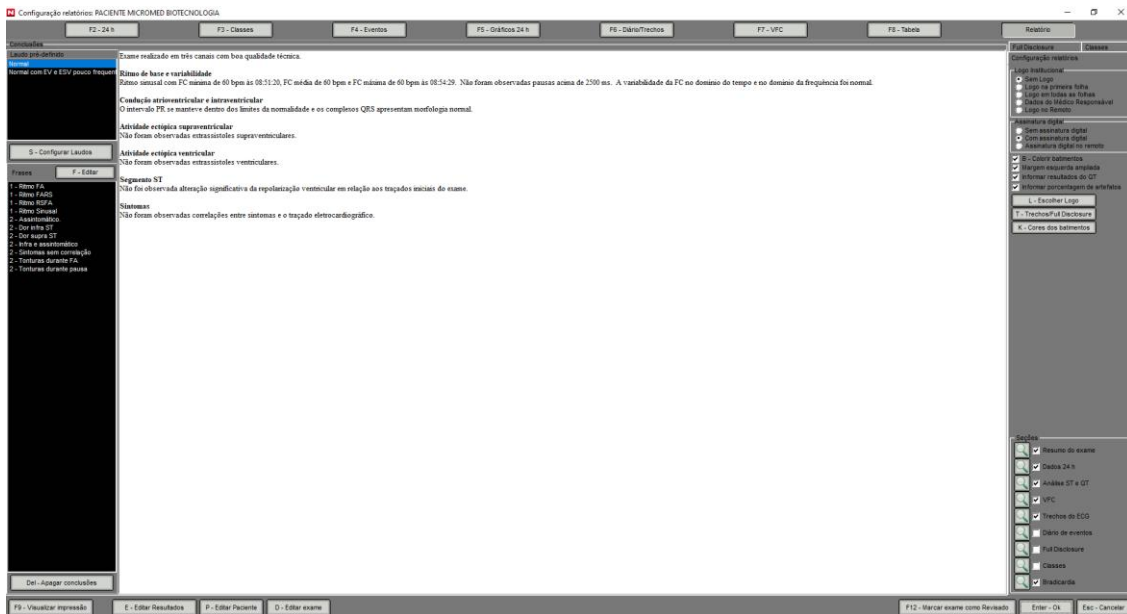 Configuração relatórios: PACIENTE MICROMED BIOTECNOLOGIA
F2 - 24 h
F3 - Classes
F4 - Eventos
F5 - Gráficos 24 h
F6 - Diário/Trechos
F7 - VFC
F8 - Tabela
Relatório
Conclusões
Laudo pré-definido
Normal
Normal com EV e ESV pouco frequen
S - Configurar Laudos
Frases
F - Editar
1 - Ritmo FA
1 - Ritmo FARS
1 - Ritmo RSFA
1 - Ritmo Sinusal
2 - Assintomático
2 - Dor infra ST
2 - Dor supra ST
2 - Infra e assintomático
2 - Sintomas sem correlação
2 - Tonturas durante FA
2 - Tonturas durante pausa
Del - Apagar conclusões
Exame realizado em três canais com boa qualidade técnica.
Ritmo de base e variabilidade
Ritmo sinusal com FC mínima de 60 bpm às 08:51:20, FC média de 60 bpm e FC máxima de 60 bpm às 08:54:29. Não foram observadas pausas acima de 2500 ms. A variabilidade da FC no domínio do tempo e no domínio da frequência foi normal.
Condução atrioventricular e intraventricular
O intervalo PR se manteve dentro dos limites da normalidade e os complexos QRS apresentam morfologia normal.
Atividade ectópica supraventricular
Não foram observadas extrassístoles supraventriculares.
Atividade ectópica ventricular
Não foram observadas extrassístoles ventriculares.
Segmento ST
Não foi observada alteração significativa da repolarização ventricular em relação aos traçados iniciais do exame.
Sintomas
Não foram observadas correlações entre sintomas e o traçado eletrocardiográfico.
Full Disclosure
Classes
Configuração relatórios
Logo Institucional
Sem Logo
Logo na primeira folha
Logo em todas as folhas
Dados do Médico Responsável
Logo no Remoto
Assinatura digital
Sem assinatura digital
Com assinatura digital
Assinatura digital no remoto
B - Colorir batimentos
Margem esquerda ampliada
Informar resultados do QT
Informar porcentagem de artefatos
L - Escolher Logo
T - Trechos/Full Disclosure
K - Cores dos batimentos
Seções
Resumo do exame
Dados 24 h
Análise ST e QT
VFC
Trechos do ECG
Diário de eventos
Full Disclosure
Classes
Bradicardia
F9 - Visualizar impressão
E - Editar Resultados
P - Editar Paciente
D - Editar exame
F12 - Marcar exame como Revisado
Enter - Ok
Esc - Cancelar